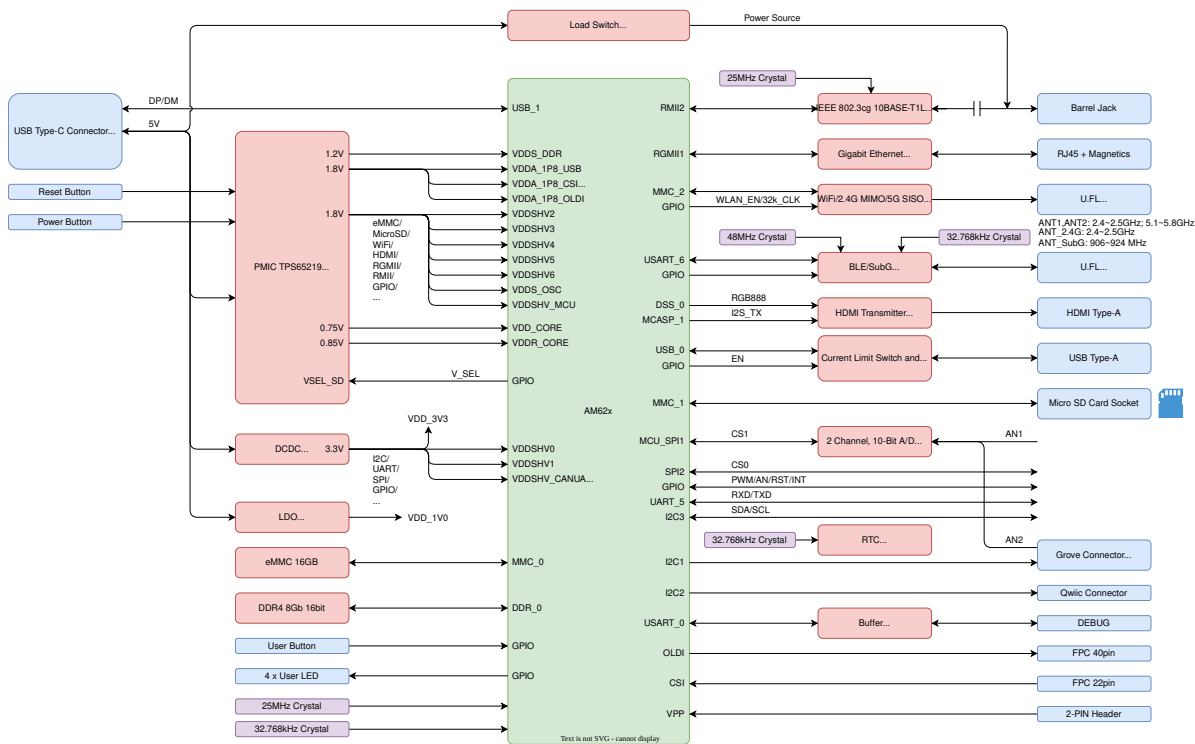 Load Switch...
Power Source
25MHz Crystal
USB Type-C Connector...
DP/DM
5V
USB_1
RMII2
IEEE 802.3cg 10BASE-T1L...
Barrel Jack
PMIC TPS65219...
1.2V
VDDS_DDR
RGMII1
Gigabit Ethernet...
RJ45 + Magnetics
1.8V
VDDA_1P8_USB
VDDA_1P8_CSI...
VDDA_1P8_OLDI
Reset Button
Power Button
MMC_2
GPIO
WLAN_EN/32k_CLK
WiFi/2.4G MIMO/5G SISO...
U.FL...
ANT1,ANT2: 2.4~2.5GHz; 5.1~5.8GHz
ANT_2.4G: 2.4~2.5GHz
ANT_SubG: 906~924 MHz
1.8V
eMMC/
MicroSD/
WiFi/
HDMI/
RGMII/
RMII/
GPIO/
...
VDDSHV2
VDDSHV3
VDDSHV4
VDDSHV5
VDDSHV6
VDDS_OSC
VDDSHV_MCU
48MHz Crystal
32.768kHz Crystal
USART_6
GPIO
BLE/SubG...
U.FL...
DSS_0
RGB888
MCASP_1
I2S_TX
HDMI Transmitter...
HDMI Type-A
0.75V
VDD_CORE
0.85V
VDDR_CORE
USB_0
GPIO
EN
Current Limit Switch and...
USB Type-A
VSEL_SD
V_SEL
GPIO
AM62x
MMC_1
Micro SD Card Socket
VDD_3V3
DCDC...
3.3V
I2C/
UART/
SPI/
GPIO/
...
VDDSHV0
VDDSHV1
VDDSHV_CANUA...
MCU_SPI1
CS1
2 Channel, 10-Bit A/D...
AN1
SPI2
CS0
GPIO
PWM/AN/RST/INT
UART_5
RXD/TXD
I2C3
SDA/SCL
LDO...
VDD_1V0
32.768kHz Crystal
RTC...
AN2
Grove Connector...
eMMC 16GB
MMC_0
I2C1
I2C2
Qwiic Connector
DDR4 8Gb 16bit
DDR_0
USART_0
Buffer...
DEBUG
User Button
GPIO
OLDI
FPC 40pin
4 x User LED
GPIO
CSI
FPC 22pin
25MHz Crystal
VPP
2-PIN Header
32.768kHz Crystal
Text is not SVG - cannot display